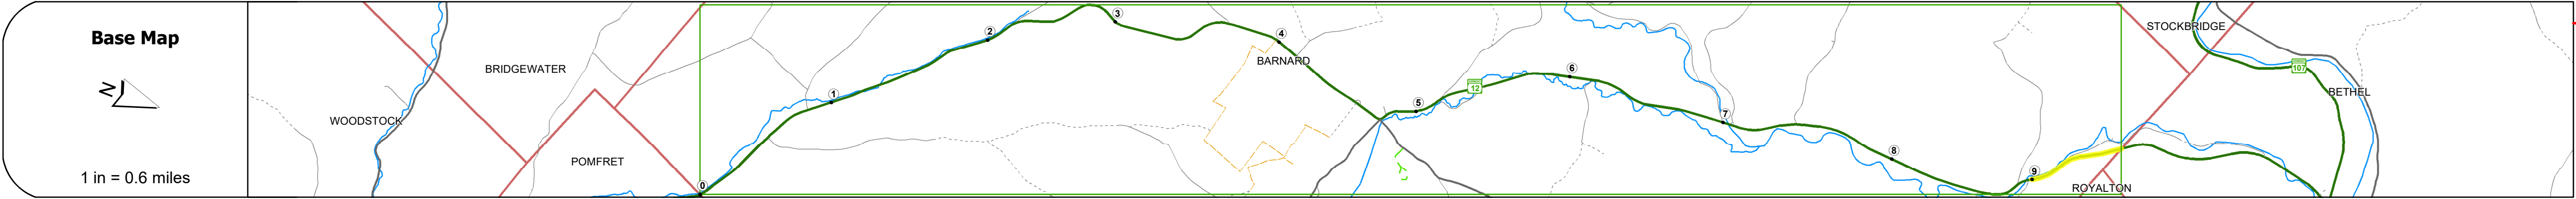 Base Map
N
1 in = 0.6 miles
WOODSTOCK
BRIDGEWATER
POMFRET
0
1
2
3
4
BARNARD
5
12
6
7
8
9
ROYALTON
STOCKBRIDGE
107
BETHEL